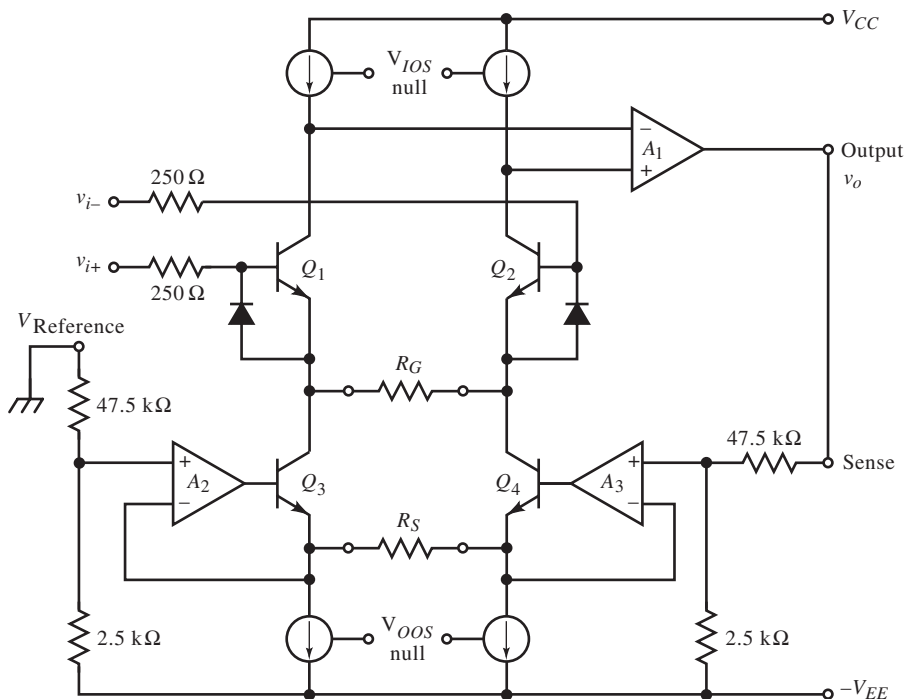 V_CC
V_IOS
null
−
A_1
+
Output
v_o
250 Ω
v_i−
v_i+
250 Ω
Q_1
Q_2
V_Reference
R_G
47.5 kΩ
47.5 kΩ
+
A_2
−
Q_3
Q_4
+
A_3
−
Sense
R_S
2.5 kΩ
V_OOS
null
2.5 kΩ
−V_EE